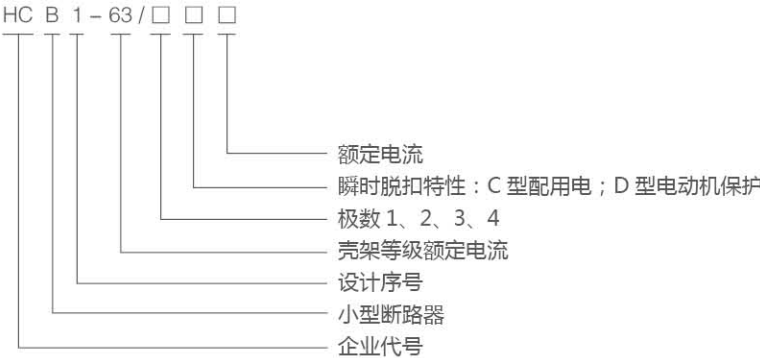 HC B 1 - 63 / □ □ □
额定电流
瞬时脱扣特性：C 型配用电；D 型电动机保护
极数 1、2、3、4
壳架等级额定电流
设计序号
小型断路器
企业代号